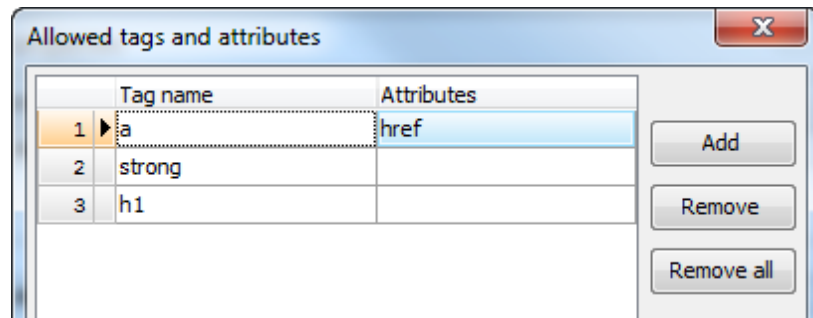 Allowed tags and attributes
Tag name Attributes
1 a href
Add
2 strong
3 h1
Remove
Remove all